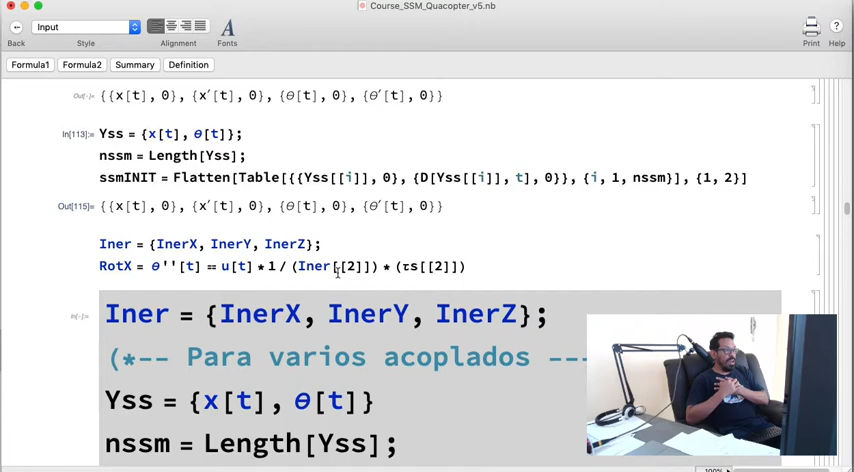 Course_SSM_Quacopter_v5.nb
Input
Back Style Alignment Fonts Print Help
Formula1 Formula2 Summary Definition
Out[-]= {{x[t], 0}, {x′[t], 0}, {θ[t], 0}, {θ′[t], 0}}
In[113]:= Yss = {x[t], θ[t]};
nssm = Length[Yss];
ssmINIT = Flatten[Table[{{Yss[[i]], 0}, {D[Yss[[i]], t], 0}}, {i, 1, nssm}], {1, 2}]
Out[115]= {{x[t], 0}, {x′[t], 0}, {θ[t], 0}, {θ′[t], 0}}
Iner = {InerX, InerY, InerZ};
RotX = θ''[t] == u[t] * 1 / (Iner[[2]]) * (τs[[2]])
In[-]:= Iner = {InerX, InerY, InerZ};
(*-- Para varios acoplados ---
Yss = {x[t], θ[t]}
nssm = Length[Yss];
100%